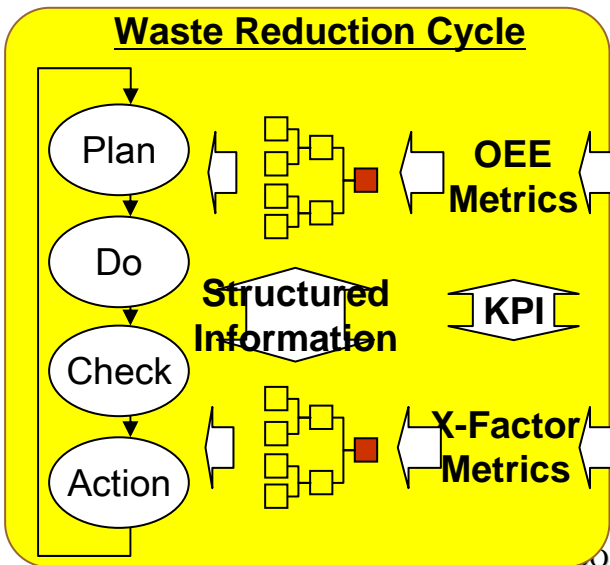 Waste Reduction Cycle
Plan
OEE
Metrics
Do
Structured
Information
KPI
Check
X-Factor
Metrics
Action